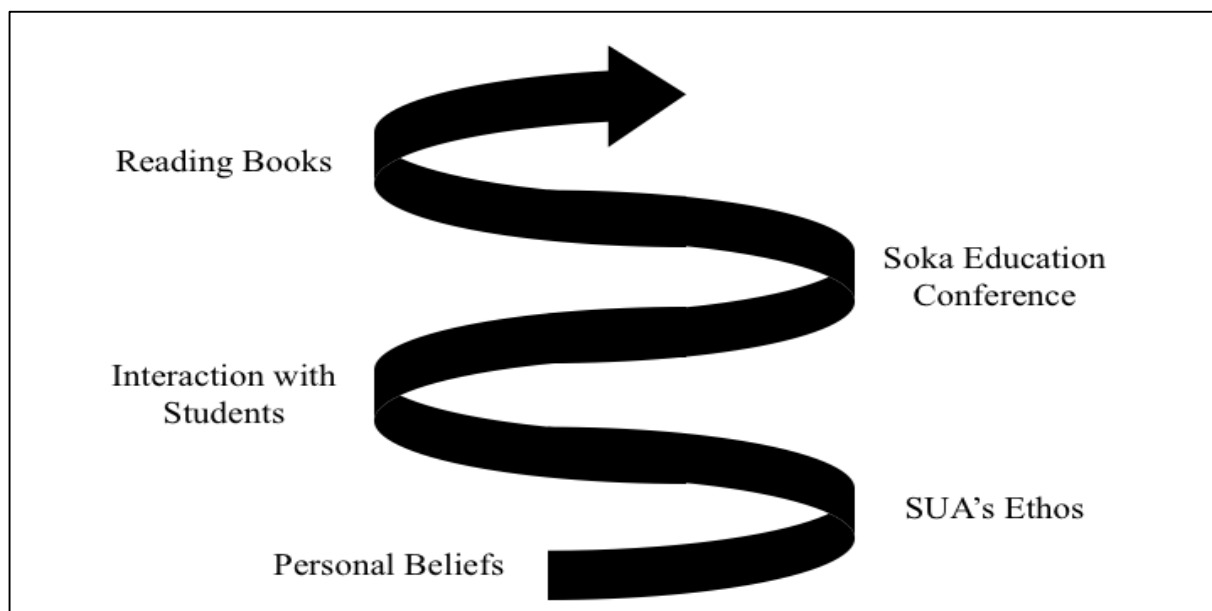 Reading Books
Soka Education
Conference
Interaction with
Students
SUA’s Ethos
Personal Beliefs